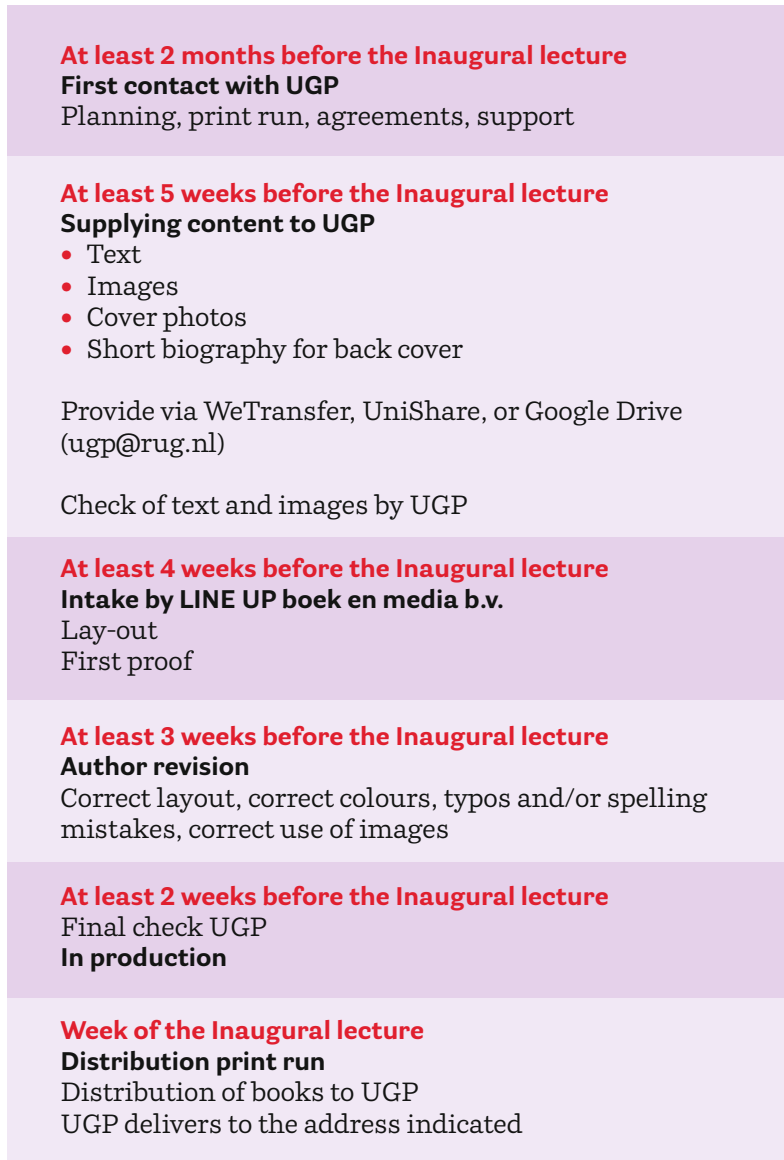 At least 2 months before the Inaugural lecture
First contact with UGP
Planning, print run, agreements, support
At least 5 weeks before the Inaugural lecture
Supplying content to UGP
• Text
• Images
• Cover photos
• Short biography for back cover
Provide via WeTransfer, UniShare, or Google Drive
(ugp@rug.nl)
Check of text and images by UGP
At least 4 weeks before the Inaugural lecture
Intake by LINE UP boek en media b.v.
Lay-out
First proof
At least 3 weeks before the Inaugural lecture
Author revision
Correct layout, correct colours, typos and/or spelling
mistakes, correct use of images
At least 2 weeks before the Inaugural lecture
Final check UGP
In production
Week of the Inaugural lecture
Distribution print run
Distribution of books to UGP
UGP delivers to the address indicated